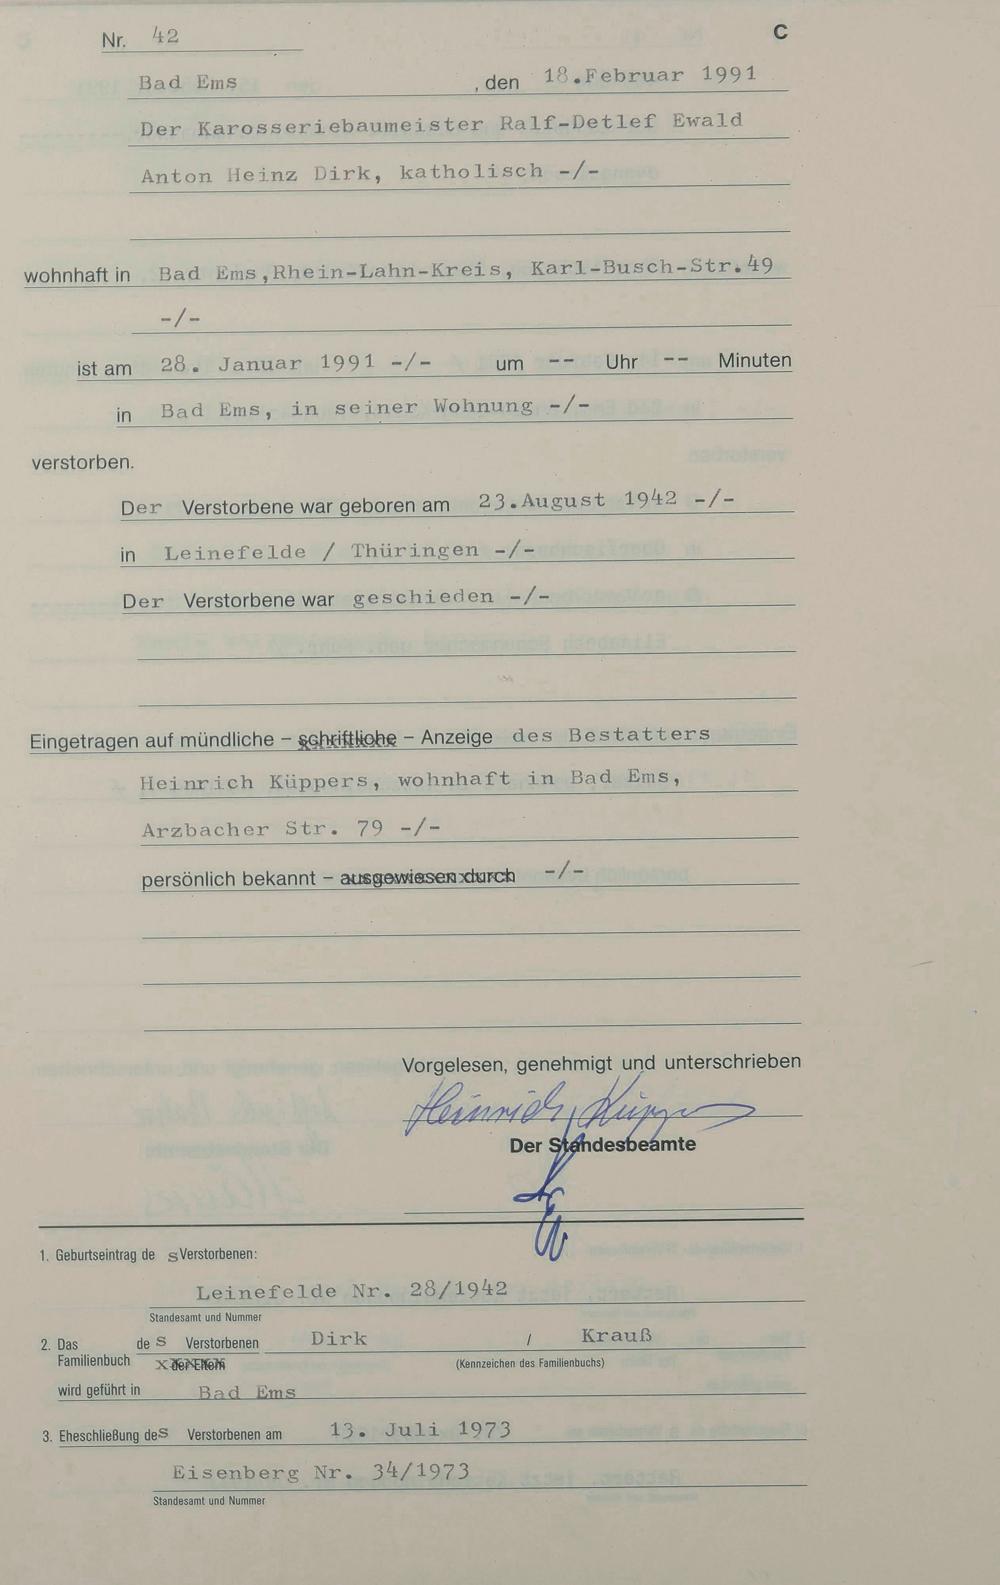 Nr. 42
C
Bad Ems , den 18.Februar 1991
Der Karosseriebaumeister Ralf-Detlef Ewald
Anton Heinz Dirk, katholisch -/-
wohnhaft in Bad Ems,Rhein-Lahn-Kreis, Karl-Busch-Str.49
-/-
ist am 28. Januar 1991 -/- um -- Uhr -- Minuten
in Bad Ems, in seiner Wohnung -/-
verstorben.
Der Verstorbene war geboren am 23.August 1942 -/-
in Leinefelde / Thüringen -/-
Der Verstorbene war geschieden -/-
Eingetragen auf mündliche – schriftliche – Anzeige des Bestatters
Heinrich Küppers, wohnhaft in Bad Ems,
Arzbacher Str. 79 -/-
persönlich bekannt – ausgewiesen durch -/-
Vorgelesen, genehmigt und unterschrieben
Heinrich Küppers
Der Standesbeamte
1. Geburtseintrag des Verstorbenen:
Leinefelde Nr. 28/1942
Standesamt und Nummer
2. Das Familienbuch des Verstorbenen Dirk / Krauß
der Eltern (Kennzeichen des Familienbuchs)
wird geführt in Bad Ems
3. Eheschließung des Verstorbenen am 13. Juli 1973
Eisenberg Nr. 34/1973
Standesamt und Nummer